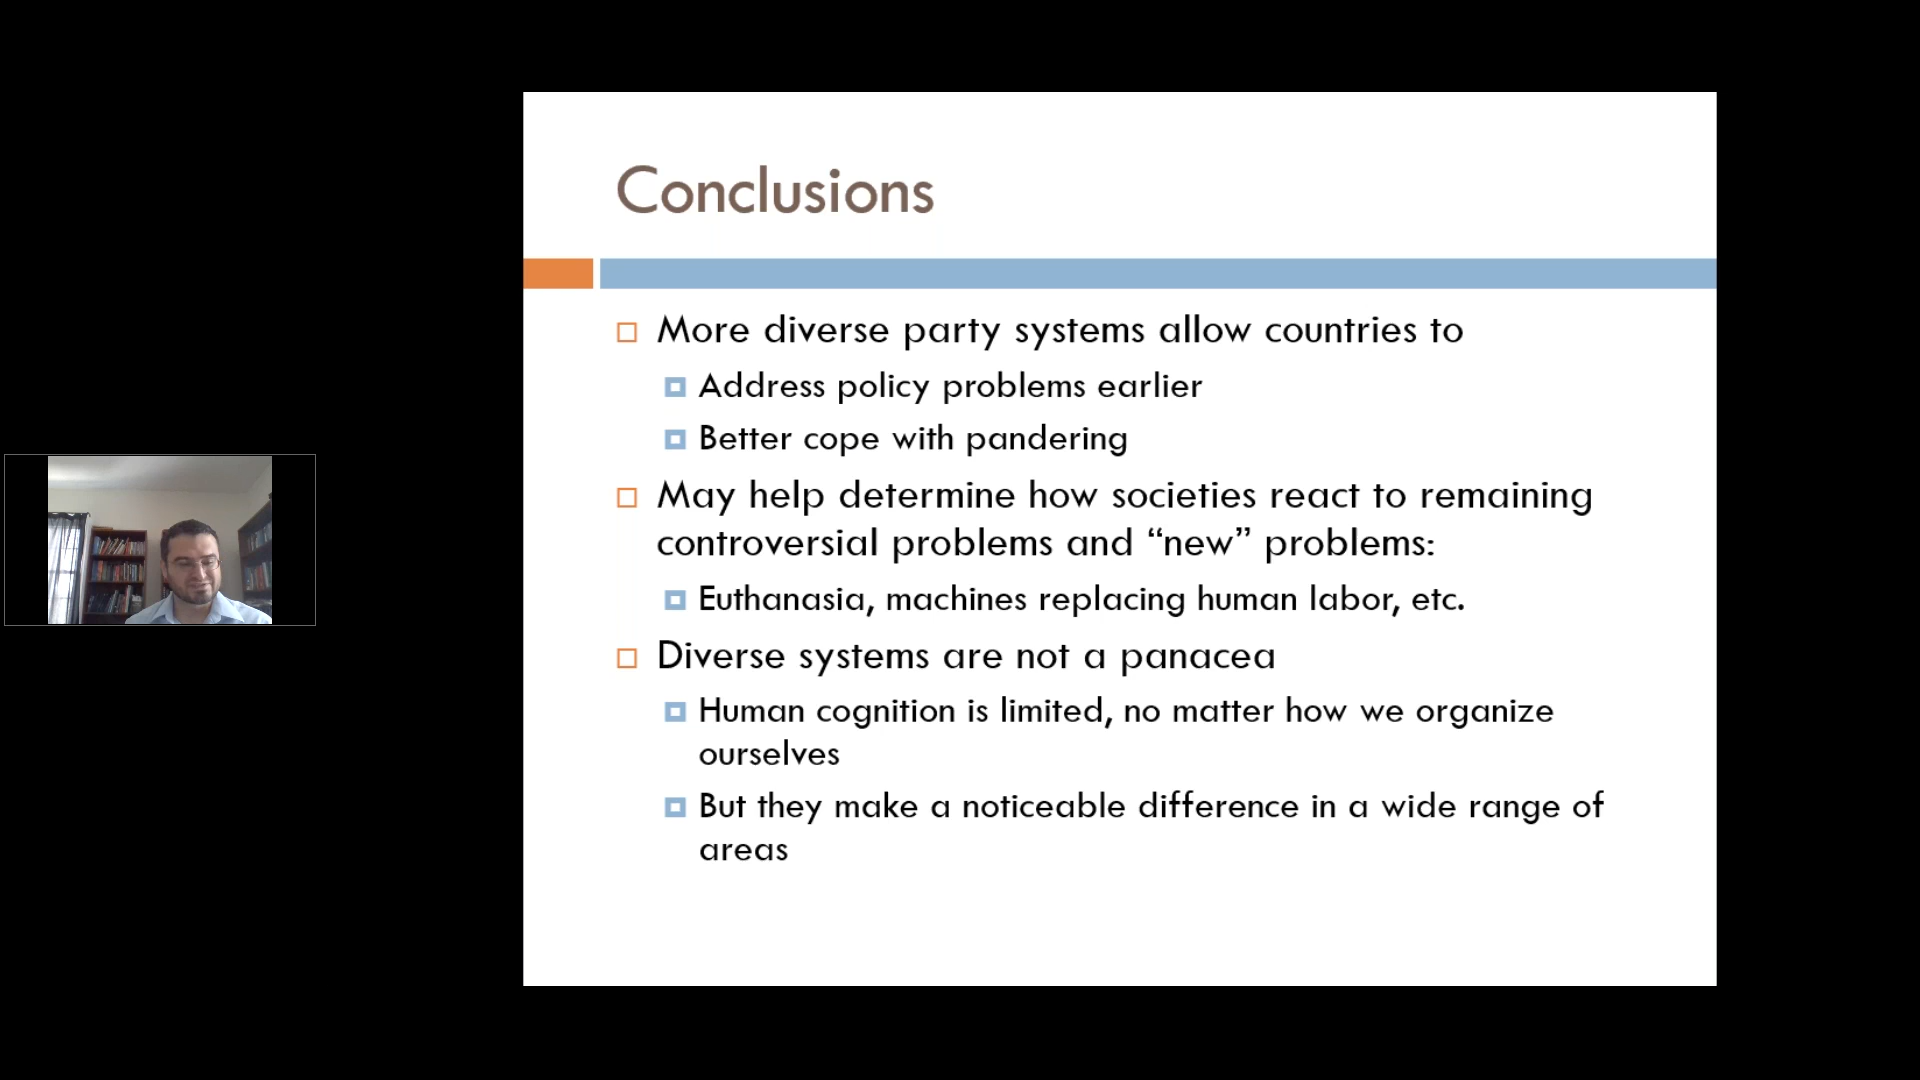 Conclusions
More diverse party systems allow countries to
Address policy problems earlier
Better cope with pandering
May help determine how societies react to remaining
controversial problems and “new” problems:
Euthanasia, machines replacing human labor, etc.
Diverse systems are not a panacea
Human cognition is limited, no matter how we organize
ourselves
But they make a noticeable difference in a wide range of
areas